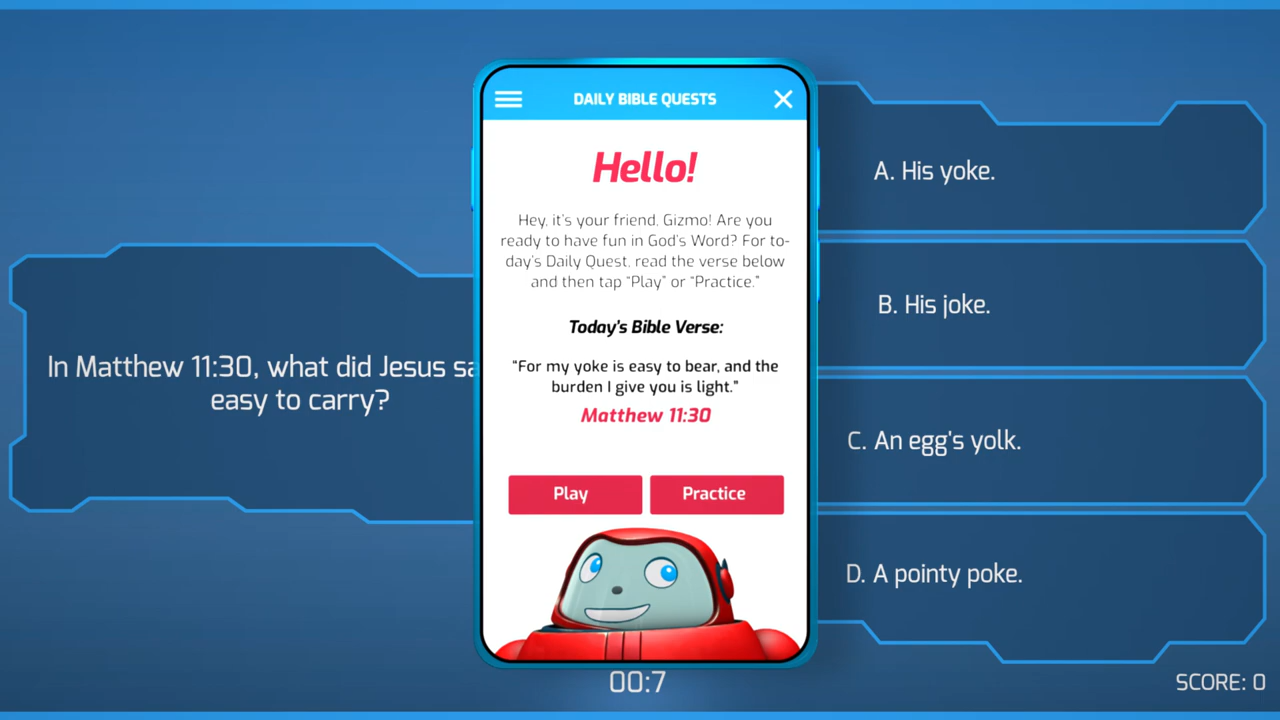 DAILY BIBLE QUESTS
Hello!
Hey, it's your friend, Gizmo! Are you
ready to have fun in God's Word? For to-
day's Daily Quest, read the verse below
and then tap "Play" or "Practice."
Today's Bible Verse:
"For my yoke is easy to bear, and the
burden I give you is light."
Matthew 11:30
Play
Practice
In Matthew 11:30, what did Jesus
easy to carry?
A. His yoke.
B. His joke.
C. An egg's yolk.
D. A pointy poke.
00:7
SCORE: 0